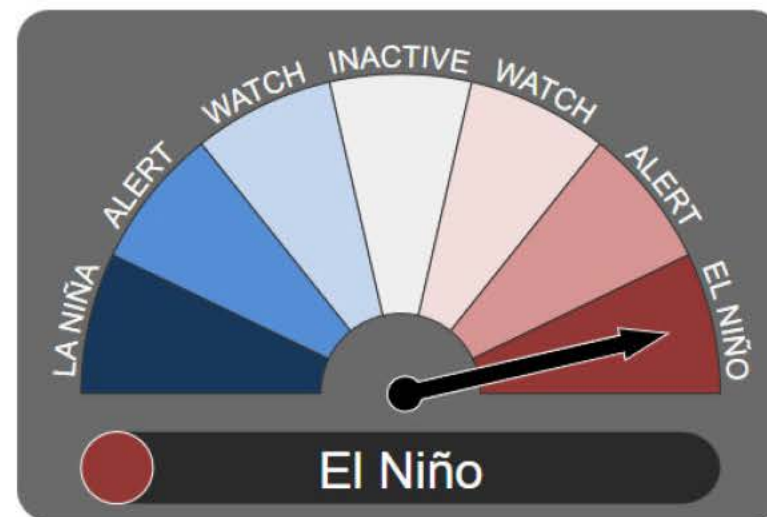 LA NIÑA
ALERT
WATCH
INACTIVE
WATCH
ALERT
EL NIÑO
El Niño